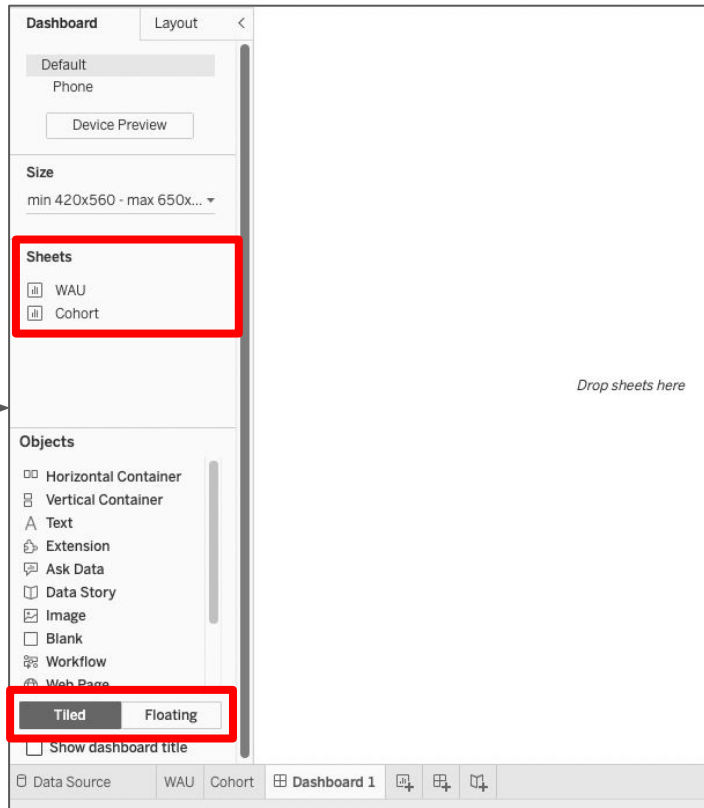 Dashboard Layout <
Default
Phone
Device Preview
Size
min 420x560 - max 650x...
Sheets
WAU
Cohort
Drop sheets here
Objects
Horizontal Container
Vertical Container
A Text
Extension
Ask Data
Data Story
Image
Blank
Workflow
Web Page
Tiled Floating
Show dashboard title
Data Source WAU Cohort Dashboard 1